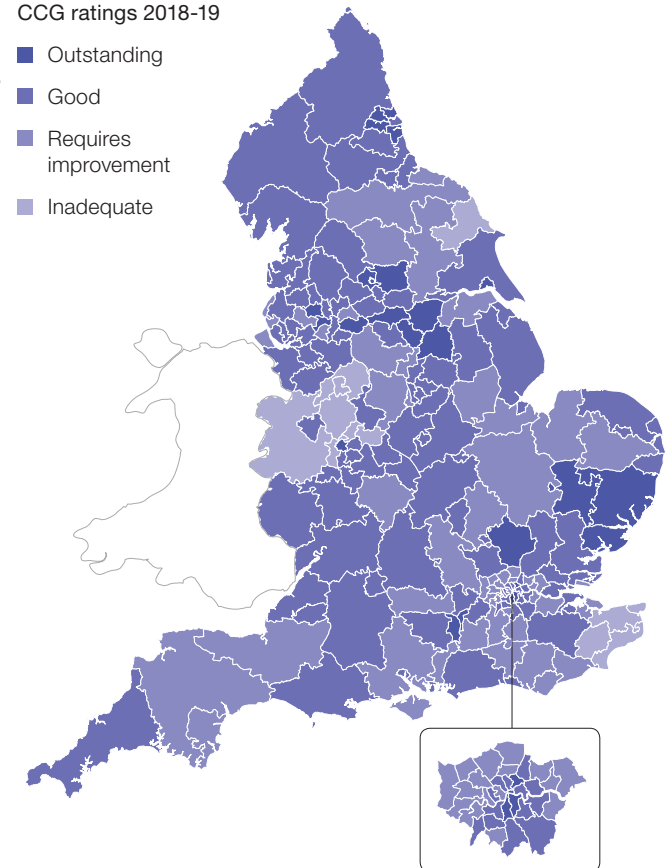 CCG ratings 2018-19
Outstanding
Good
Requires
improvement
Inadequate